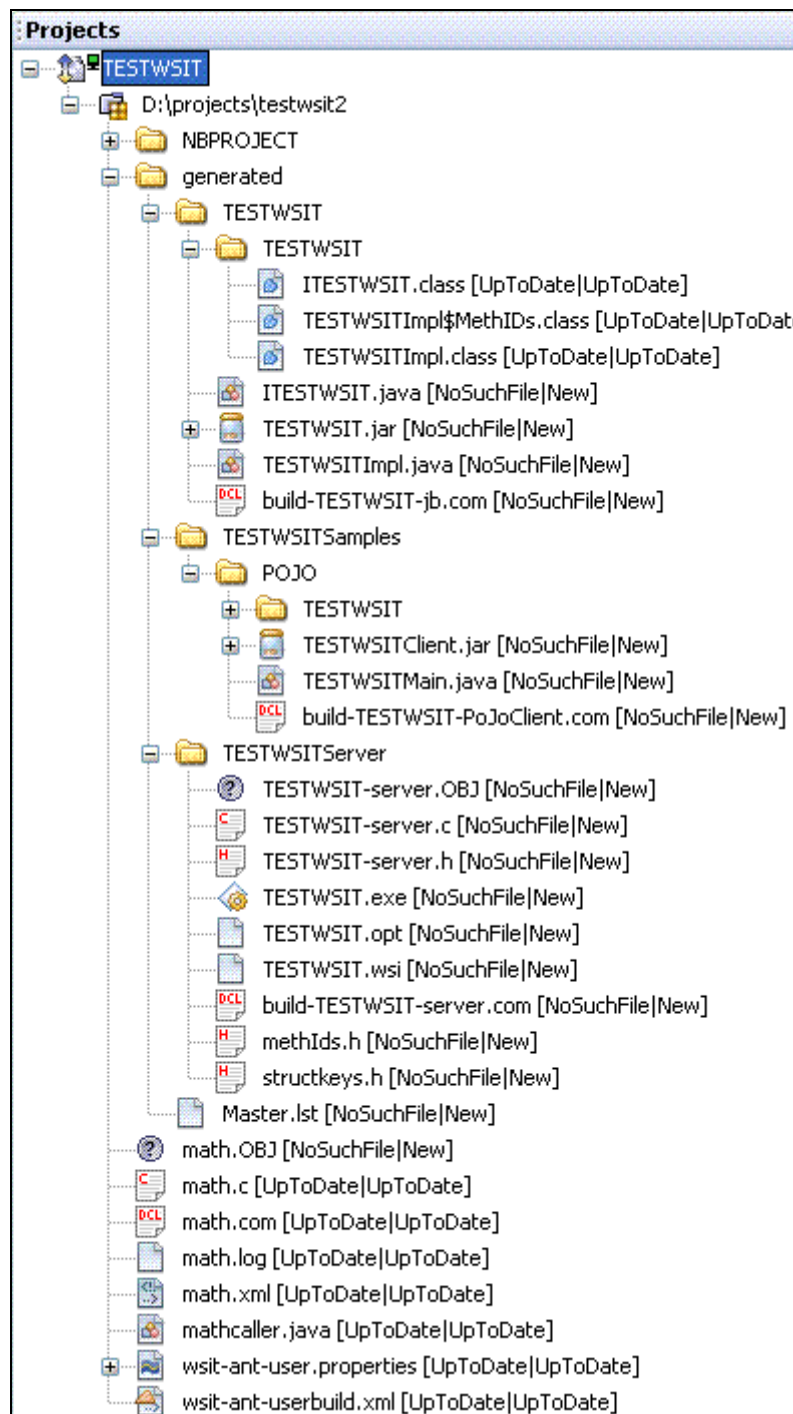 Projects
TESTWSIT
D:\projects\testwsit2
NBPROJECT
generated
TESTWSIT
TESTWSIT
ITESTWSIT.class [UpToDate|UpToDate]
TESTWSITImpl$MethIDs.class [UpToDate|UpToDate
TESTWSITImpl.class [UpToDate|UpToDate]
ITESTWSIT.java [NoSuchFile|New]
TESTWSIT.jar [NoSuchFile|New]
TESTWSITImpl.java [NoSuchFile|New]
DCL build-TESTWSIT-jb.com [NoSuchFile|New]
TESTWSITSamples
POJO
TESTWSIT
TESTWSITClient.jar [NoSuchFile|New]
TESTWSITMain.java [NoSuchFile|New]
DCL build-TESTWSIT-PoJoClient.com [NoSuchFile|New]
TESTWSITServer
? TESTWSIT-server.OBJ [NoSuchFile|New]
C TESTWSIT-server.c [NoSuchFile|New]
H TESTWSIT-server.h [NoSuchFile|New]
TESTWSIT.exe [NoSuchFile|New]
TESTWSIT.opt [NoSuchFile|New]
TESTWSIT.wsi [NoSuchFile|New]
DCL build-TESTWSIT-server.com [NoSuchFile|New]
H methIds.h [NoSuchFile|New]
H structkeys.h [NoSuchFile|New]
Master.lst [NoSuchFile|New]
? math.OBJ [NoSuchFile|New]
C math.c [UpToDate|UpToDate]
DCL math.com [UpToDate|UpToDate]
math.log [UpToDate|UpToDate]
math.xml [UpToDate|UpToDate]
mathcaller.java [UpToDate|UpToDate]
wsit-ant-user.properties [UpToDate|UpToDate]
wsit-ant-userbuild.xml [UpToDate|UpToDate]